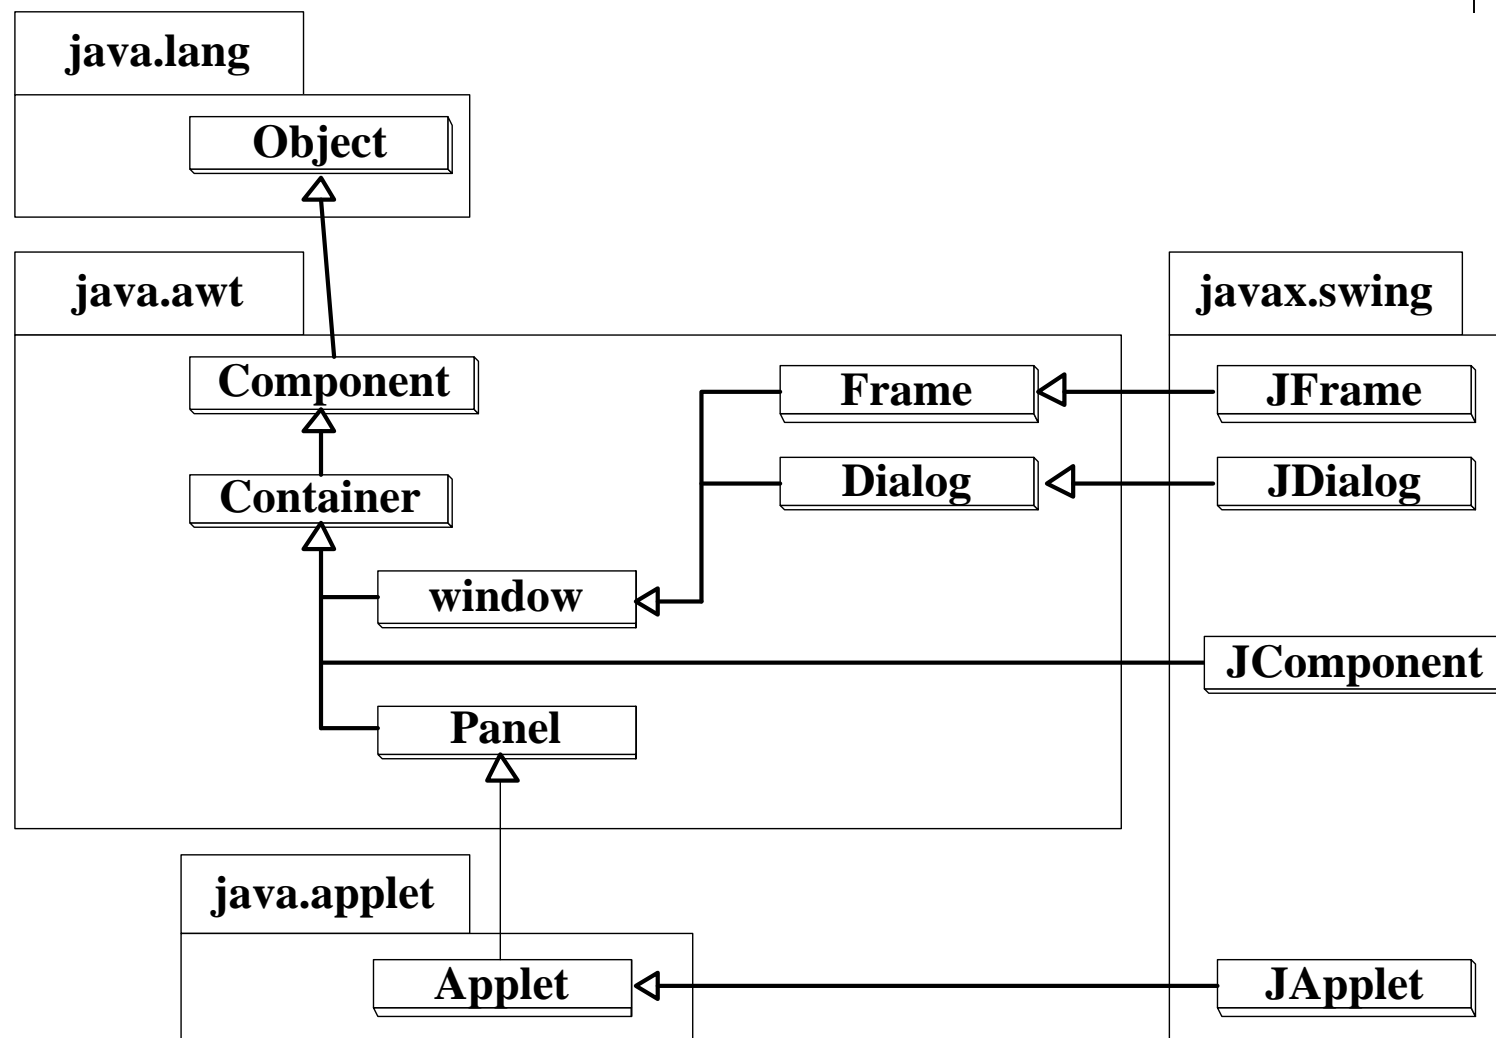 java.lang
Object
java.awt
javax.swing
Component
Frame
JFrame
Container
Dialog
JDialog
window
JComponent
Panel
java.applet
Applet
JApplet